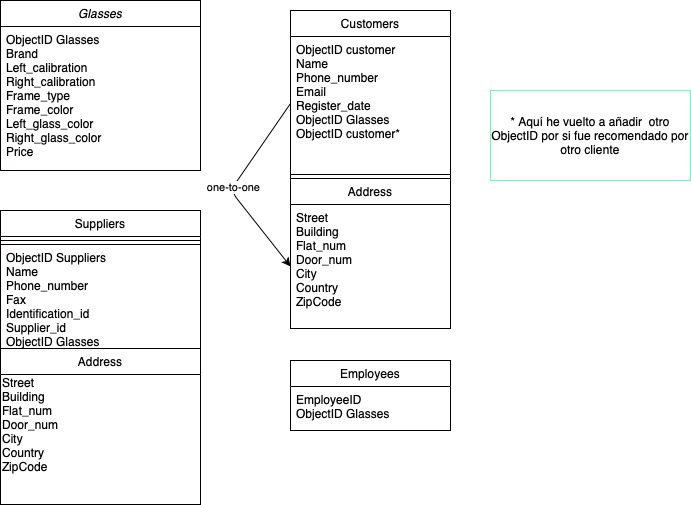 Glasses
ObjectID Glasses
Brand
Left_calibration
Right_calibration
Frame_type
Frame_color
Left_glass_color
Right_glass_color
Price
Customers
ObjectID customer
Name
Phone_number
Email
Register_date
ObjectID Glasses
ObjectID customer*
Address
Street
Building
Flat_num
Door_num
City
Country
ZipCode
one-to-one
* Aquí he vuelto a añadir otro
ObjectID por si fue recomendado por
otro cliente
Suppliers
ObjectID Suppliers
Name
Phone_number
Fax
Identification_id
Supplier_id
ObjectID Glasses
Address
Street
Building
Flat_num
Door_num
City
Country
ZipCode
Employees
EmployeeID
ObjectID Glasses